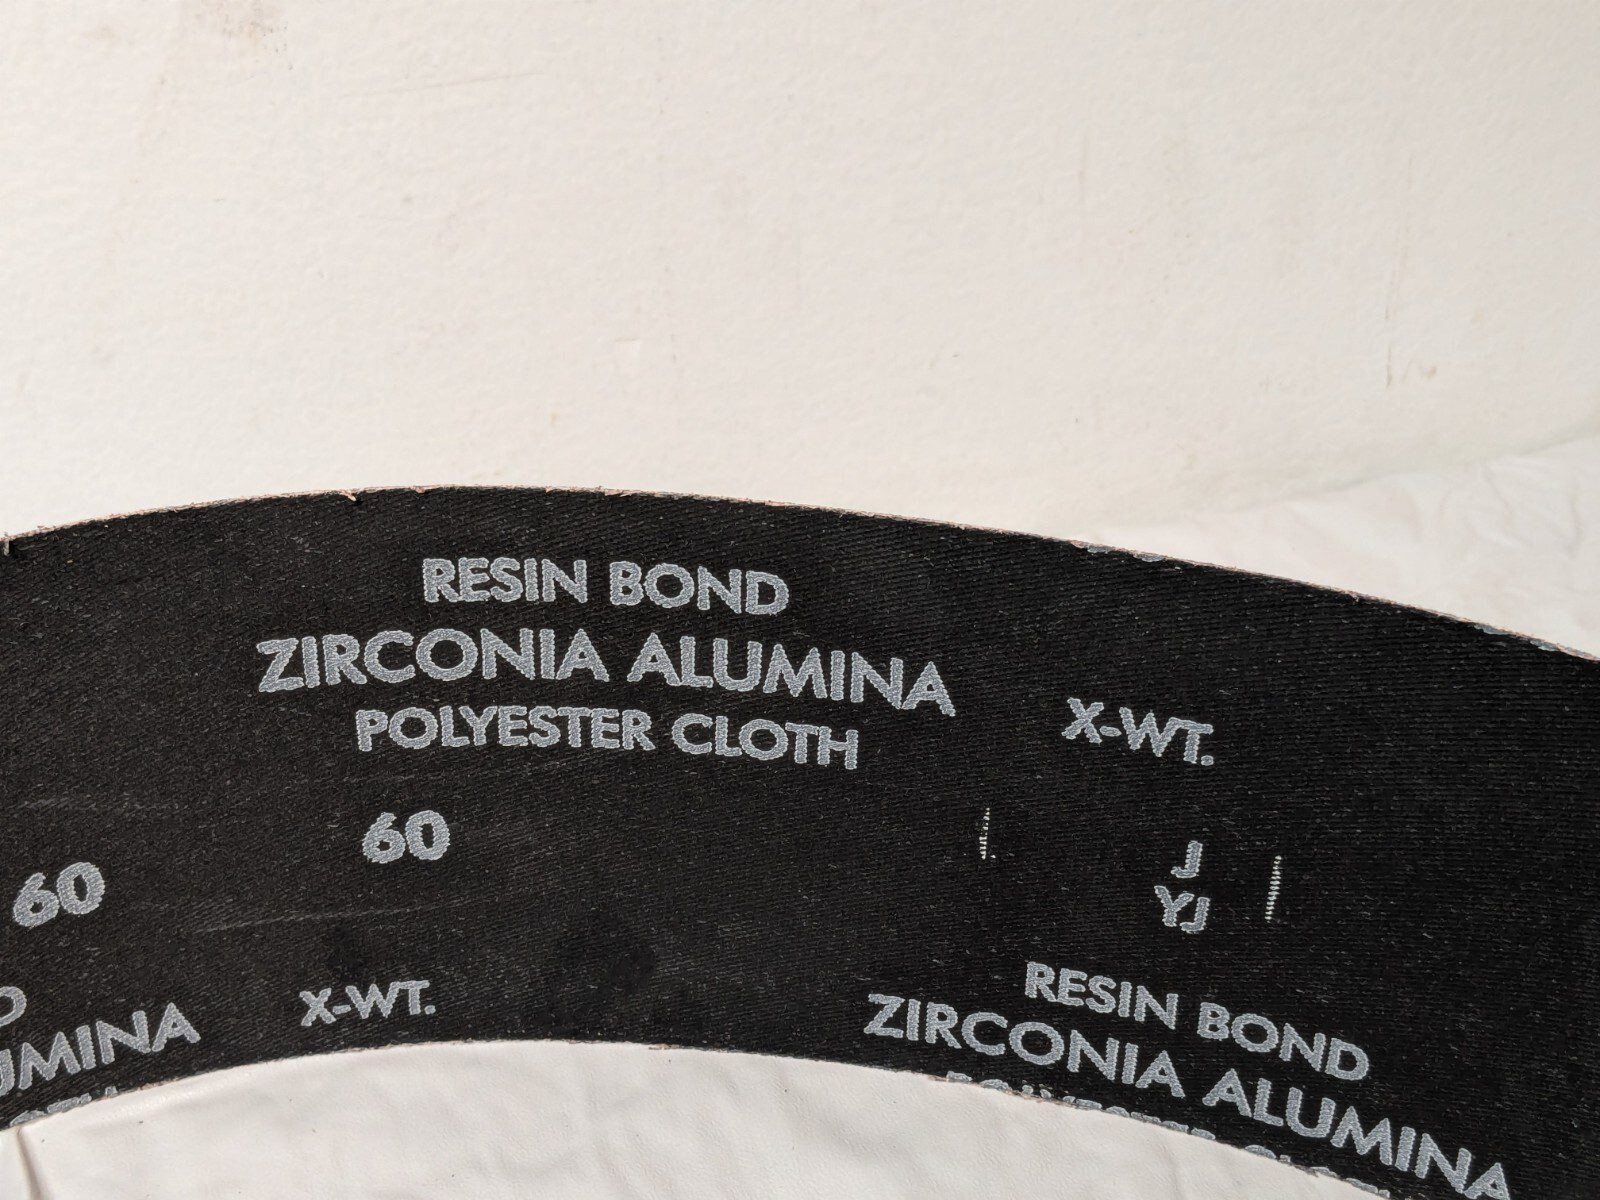 RESIN BOND
ZIRCONIA ALUMINA
POLYESTER CLOTH
X-WT.
60
60
J
YJ
X-WT.
RESIN BOND
ZIRCONIA ALUMINA